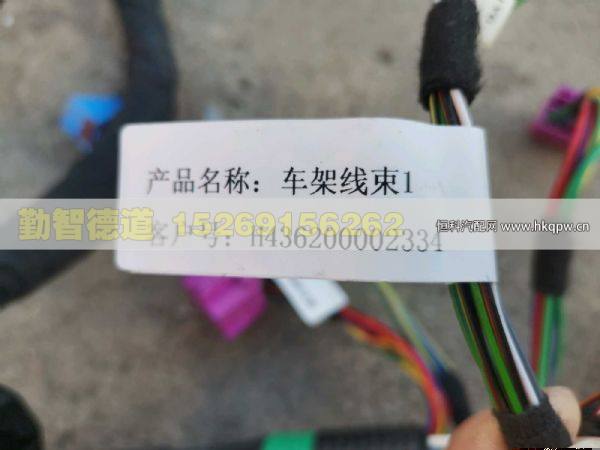 产品名称：车架线束1
勤智德道 15269156262
客户号：H436200002334
恒科汽配网 www.hkqpw.cn